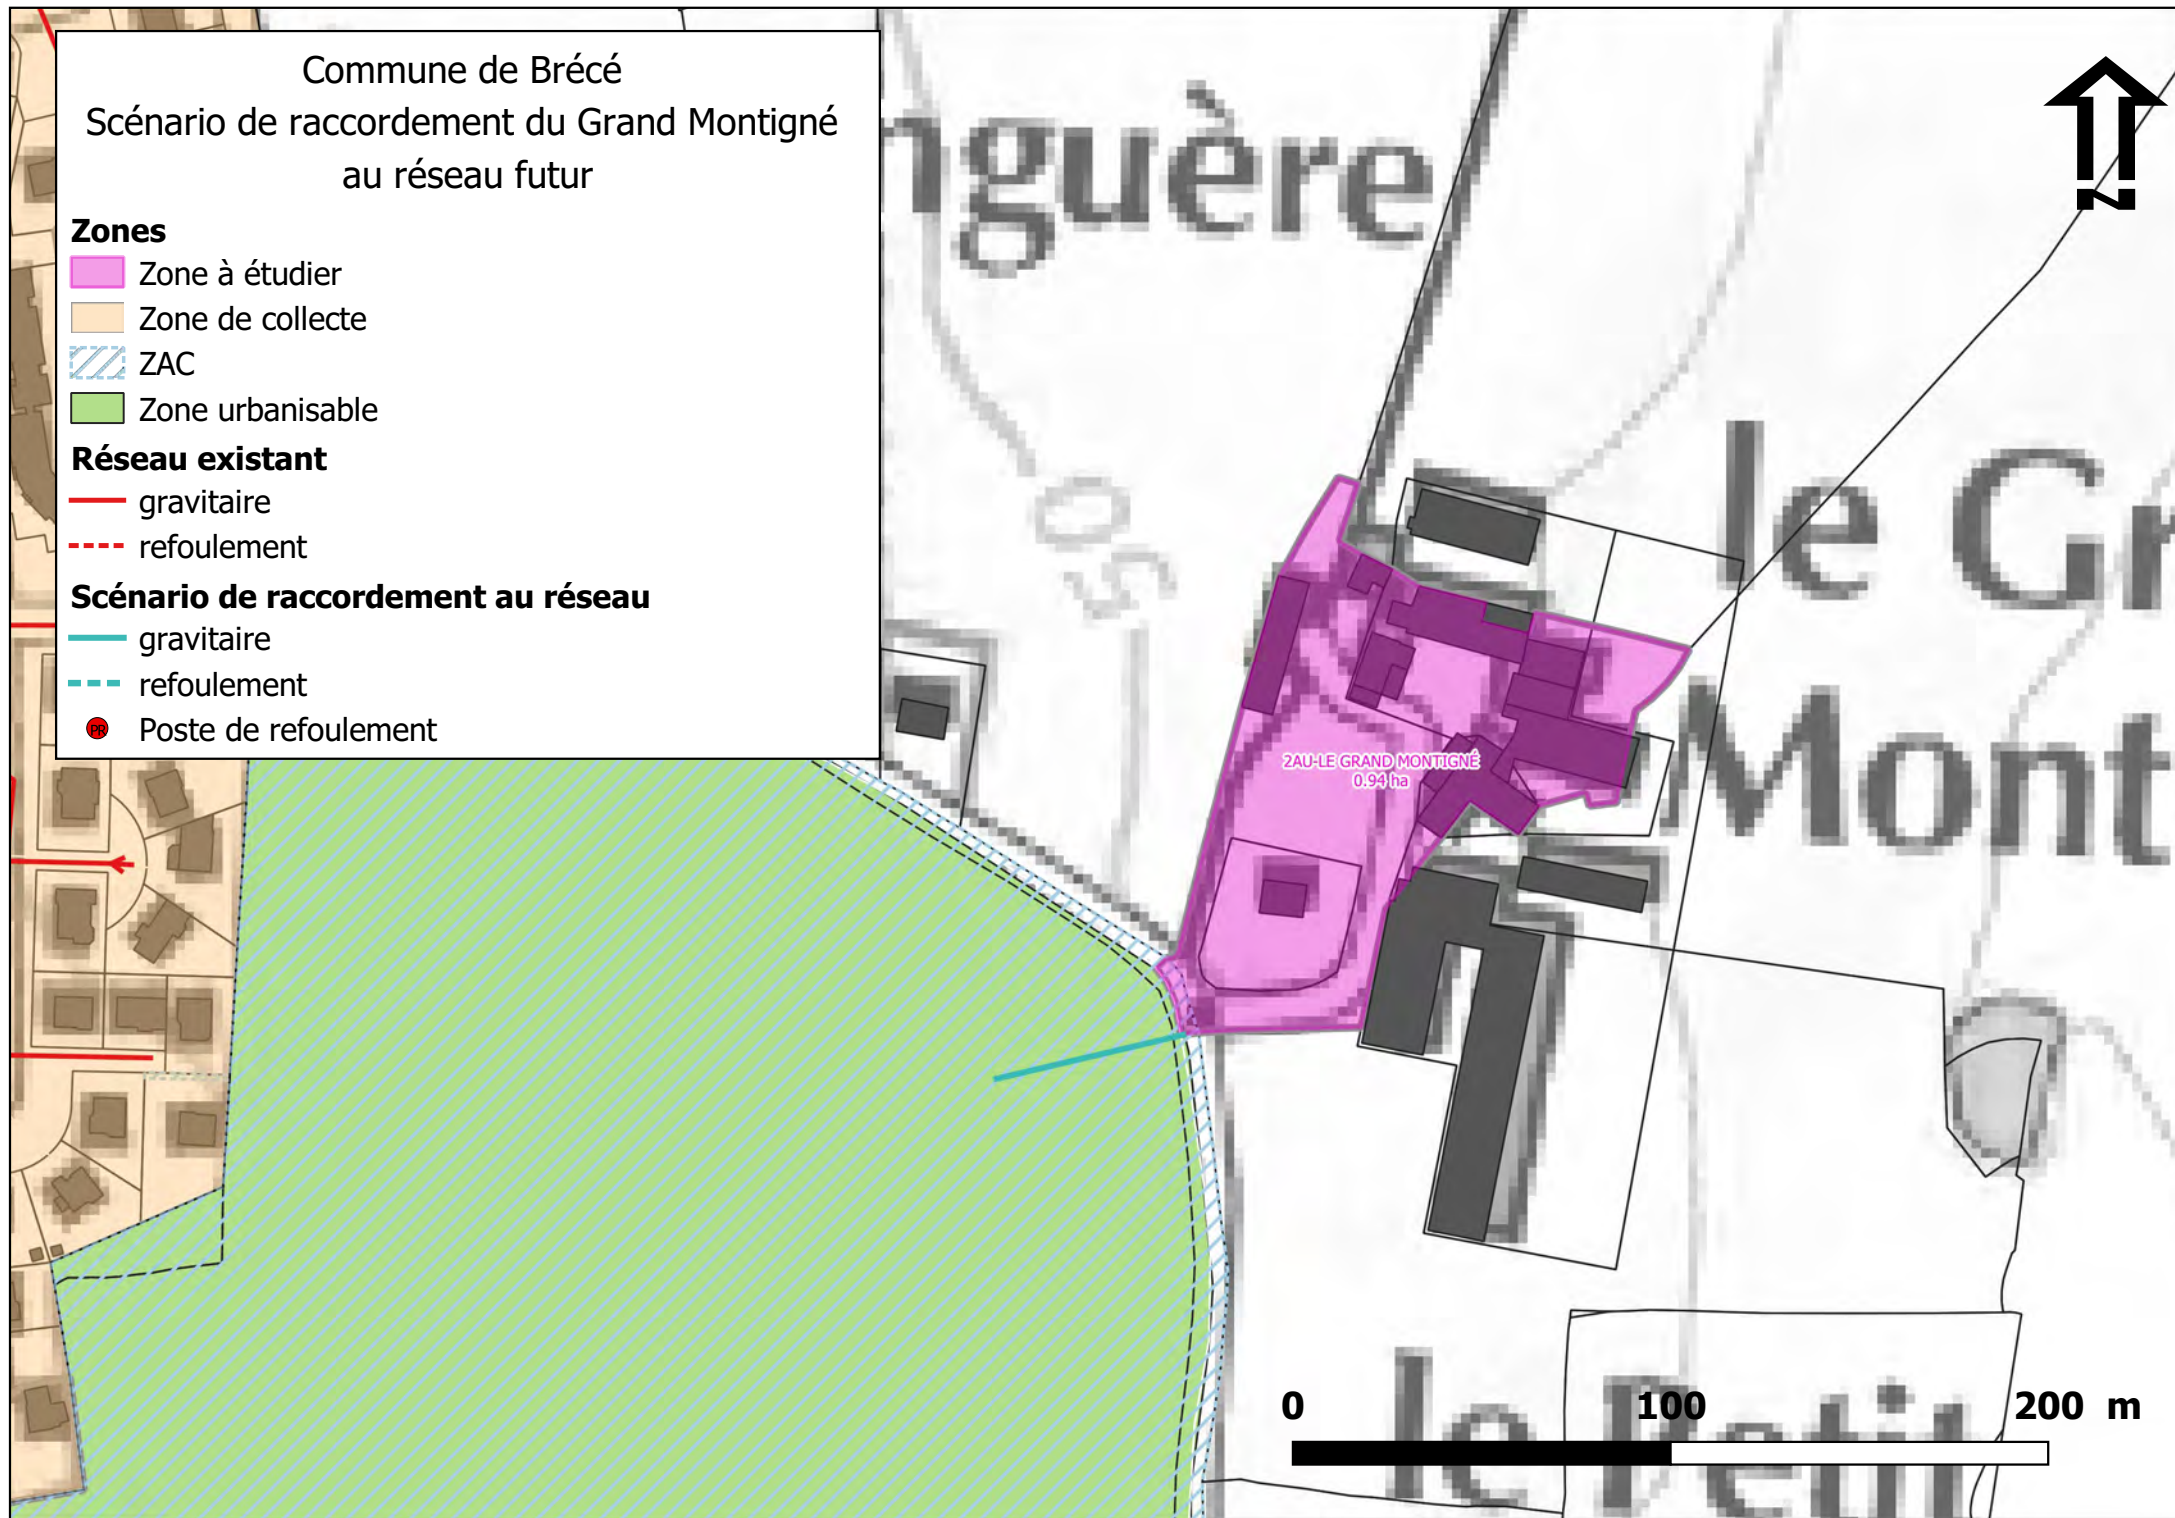 Commune de Brécé
Scénario de raccordement du Grand Montigné
au réseau futur
Zones
Zone à étudier
Zone de collecte
ZAC
Zone urbanisable
Réseau existant
gravitaire
refoulement
Scénario de raccordement au réseau
gravitaire
refoulement
PR Poste de refoulement
nguère
N
le Gr
05
Mont
2AU-LE GRAND MONTIGNÉ
0.94 ha
le Petit
0 100 200 m